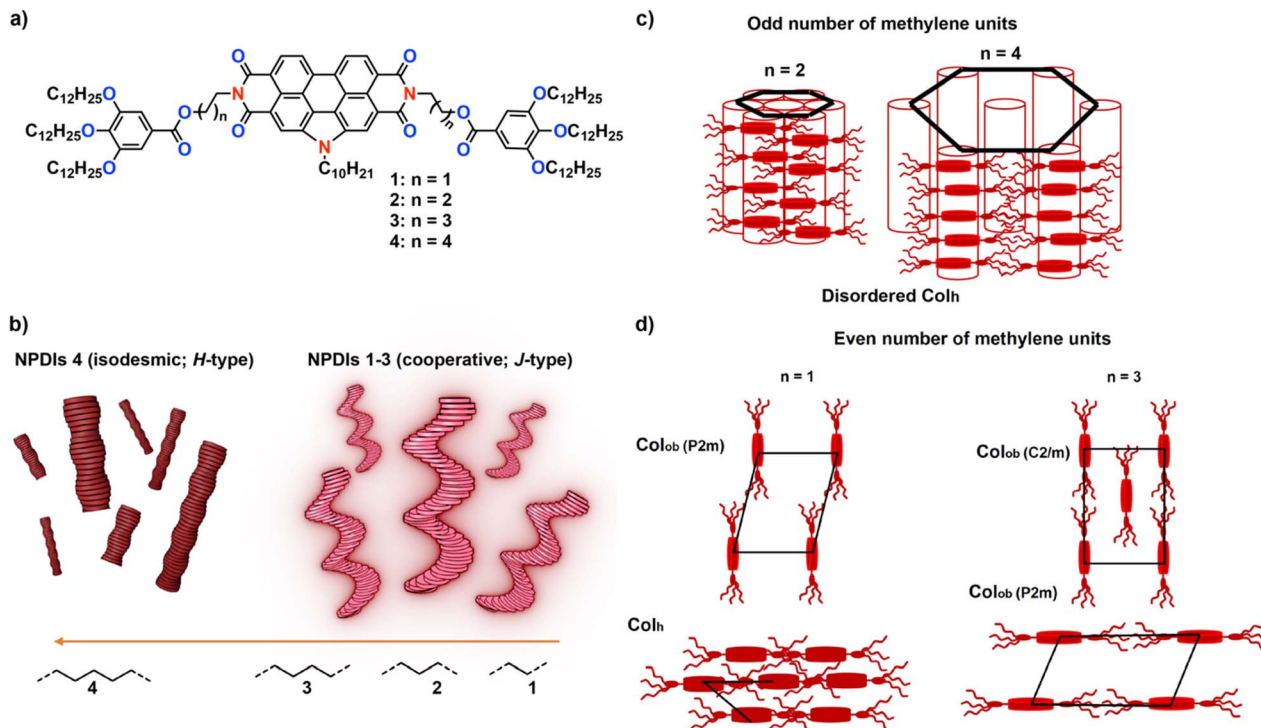 a)
O
O
C12H25O
O
N
N
O
OC12H25
C12H25O
n
n
O
OC12H25
O
O
O
O
C12H25O
N
OC12H25
C10H21
1: n = 1
2: n = 2
3: n = 3
4: n = 4
b)
NPDIs 4 (isodesmic; H-type)
NPDIs 1-3 (cooperative; J-type)
4
3
2
1
c)
Odd number of methylene units
n = 2
n = 4
Disordered Colh
d)
Even number of methylene units
n = 1
n = 3
Colob (P2m)
Colob (C2/m)
Colob (P2m)
Colh